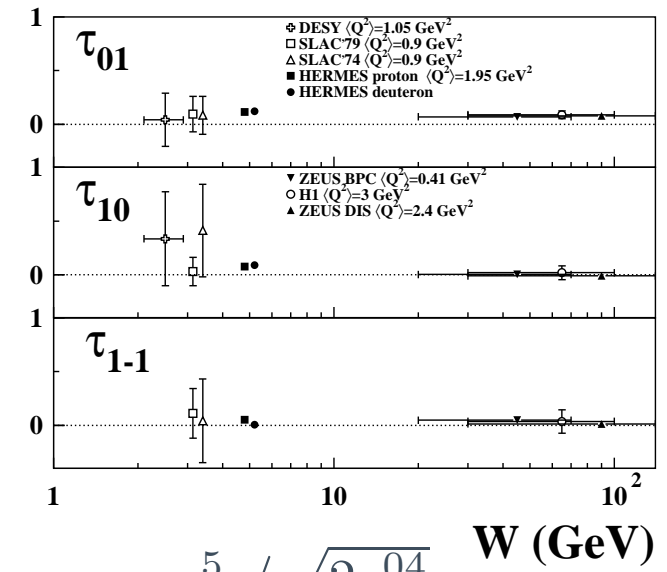 1
τ01
DESY ⟨Q²⟩=1.05 GeV²
SLAC'79 ⟨Q²⟩=0.9 GeV²
SLAC'74 ⟨Q²⟩=0.9 GeV²
HERMES proton ⟨Q²⟩=1.95 GeV²
HERMES deuteron
0
1
τ10
ZEUS BPC ⟨Q²⟩=0.41 GeV²
H1 ⟨Q²⟩=3 GeV²
ZEUS DIS ⟨Q²⟩=2.4 GeV²
0
1
τ1-1
0
1 10 10²
W (GeV)